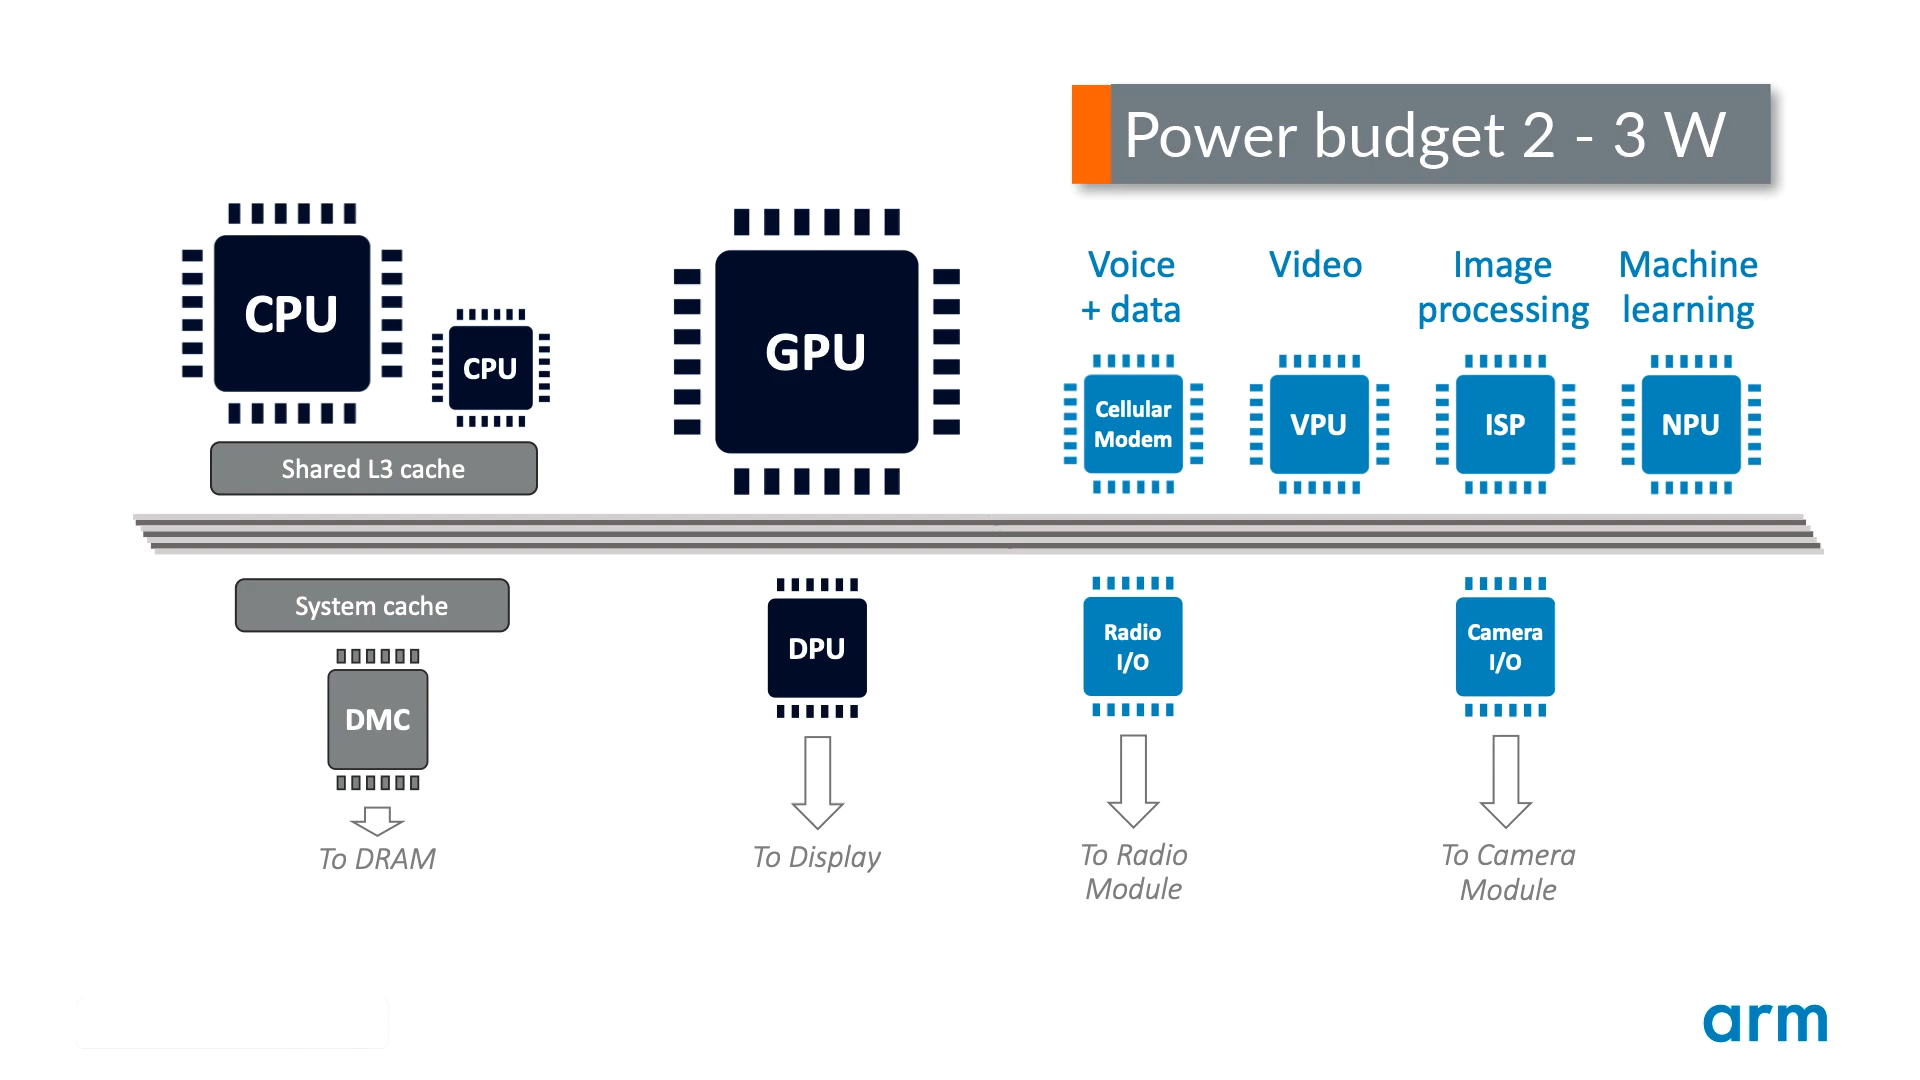 Power budget 2 - 3 W
CPU
CPU
Shared L3 cache
GPU
Voice
+ data
Cellular
Modem
Video
VPU
Image
processing
ISP
Machine
learning
NPU
System cache
DMC
To DRAM
DPU
To Display
Radio
I/O
To Radio
Module
Camera
I/O
To Camera
Module
arm